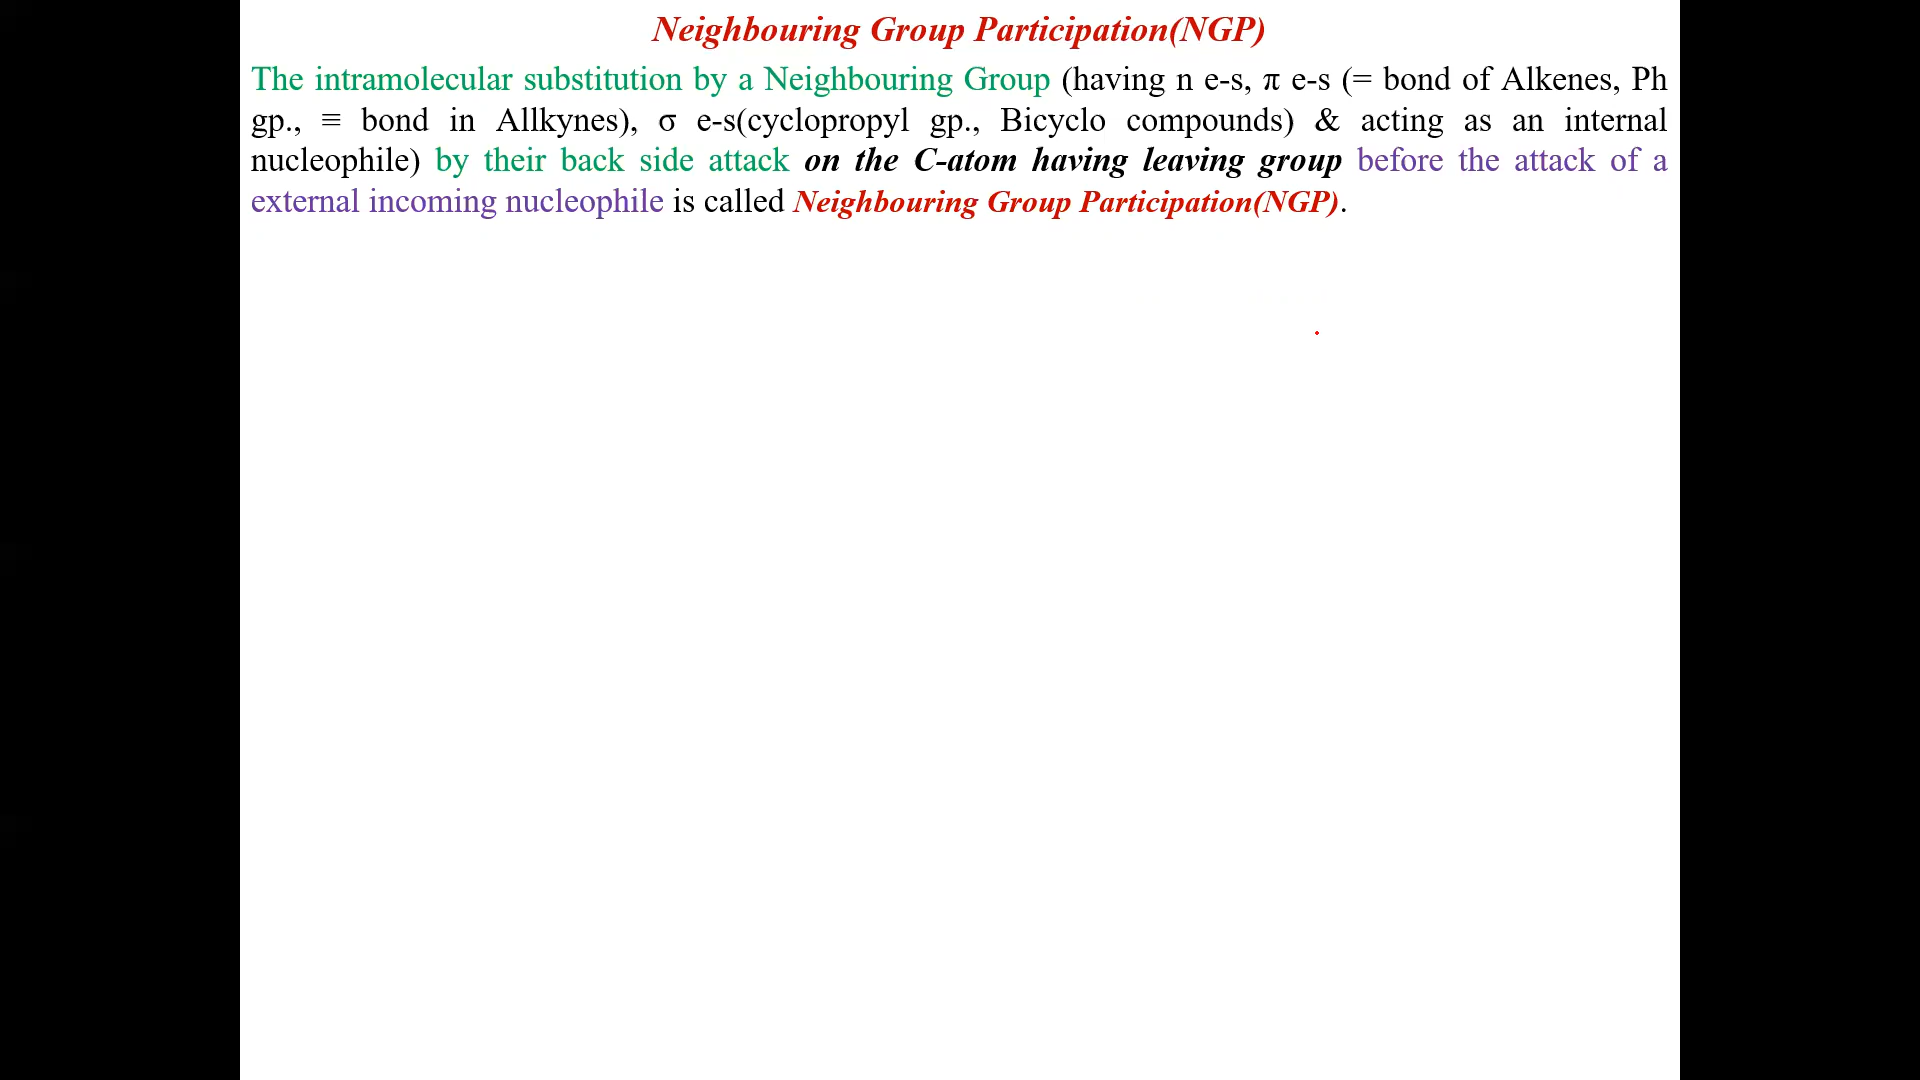 Neighbouring Group Participation(NGP)
The intramolecular substitution by a Neighbouring Group (having n e-s, π e-s (= bond of Alkenes, Ph
gp., ≡ bond in Allkynes), σ e-s(cyclopropyl gp., Bicyclo compounds) & acting as an internal
nucleophile) by their back side attack on the C-atom having leaving group before the attack of a
external incoming nucleophile is called Neighbouring Group Participation(NGP).